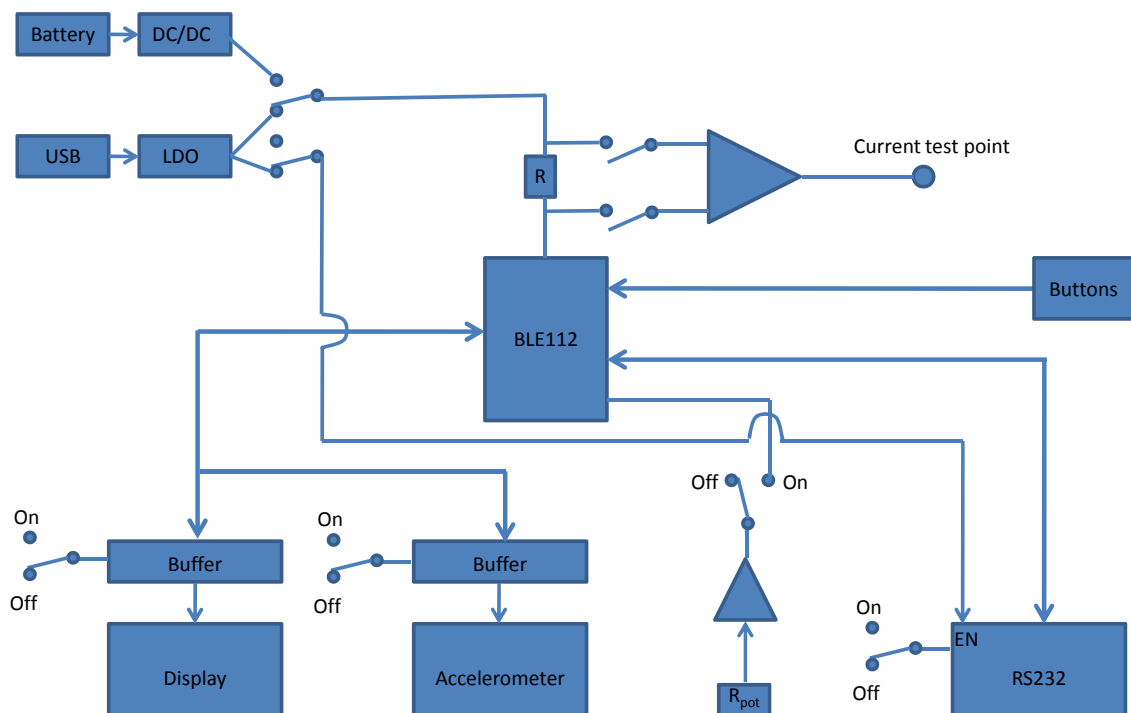 Battery
DC/DC
USB
LDO
R
Current test point
BLE112
Buttons
Off
On
On
Buffer
Off
On
Buffer
Off
On
EN
Off
Display
Accelerometer
Rpot
RS232